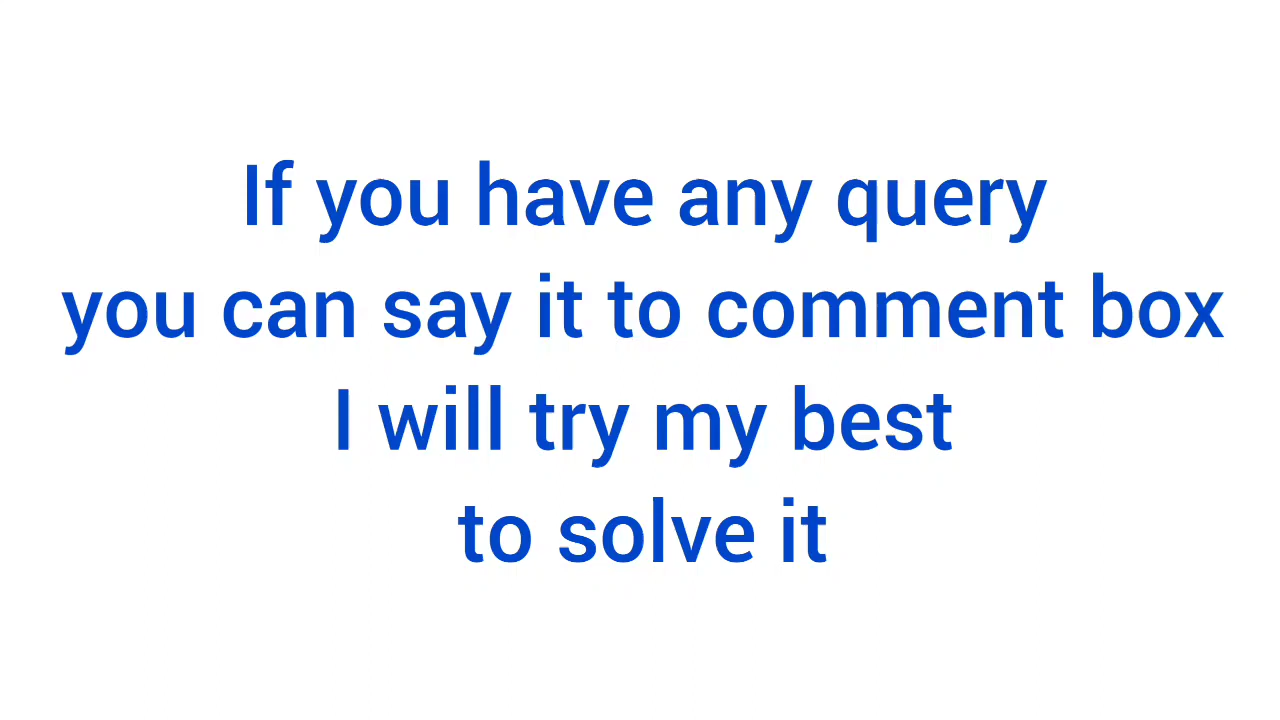 If you have any query
you can say it to comment box
I will try my best
to solve it